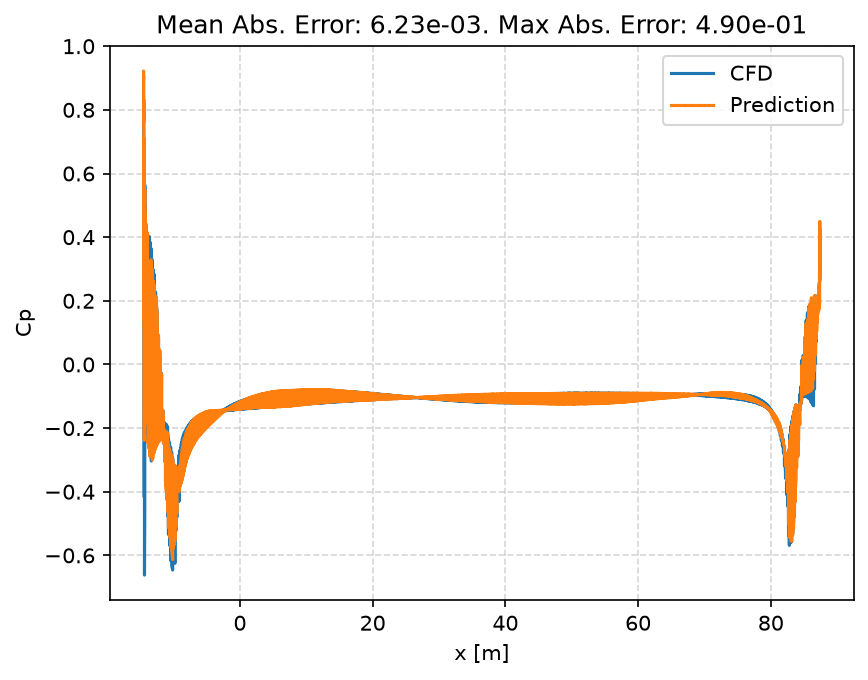 Mean Abs. Error: 6.23e-03. Max Abs. Error: 4.90e-01
CFD
Prediction
1.0
0.8
0.6
0.4
0.2
0.0
−0.2
−0.4
−0.6
Cp
0 20 40 60 80
x [m]